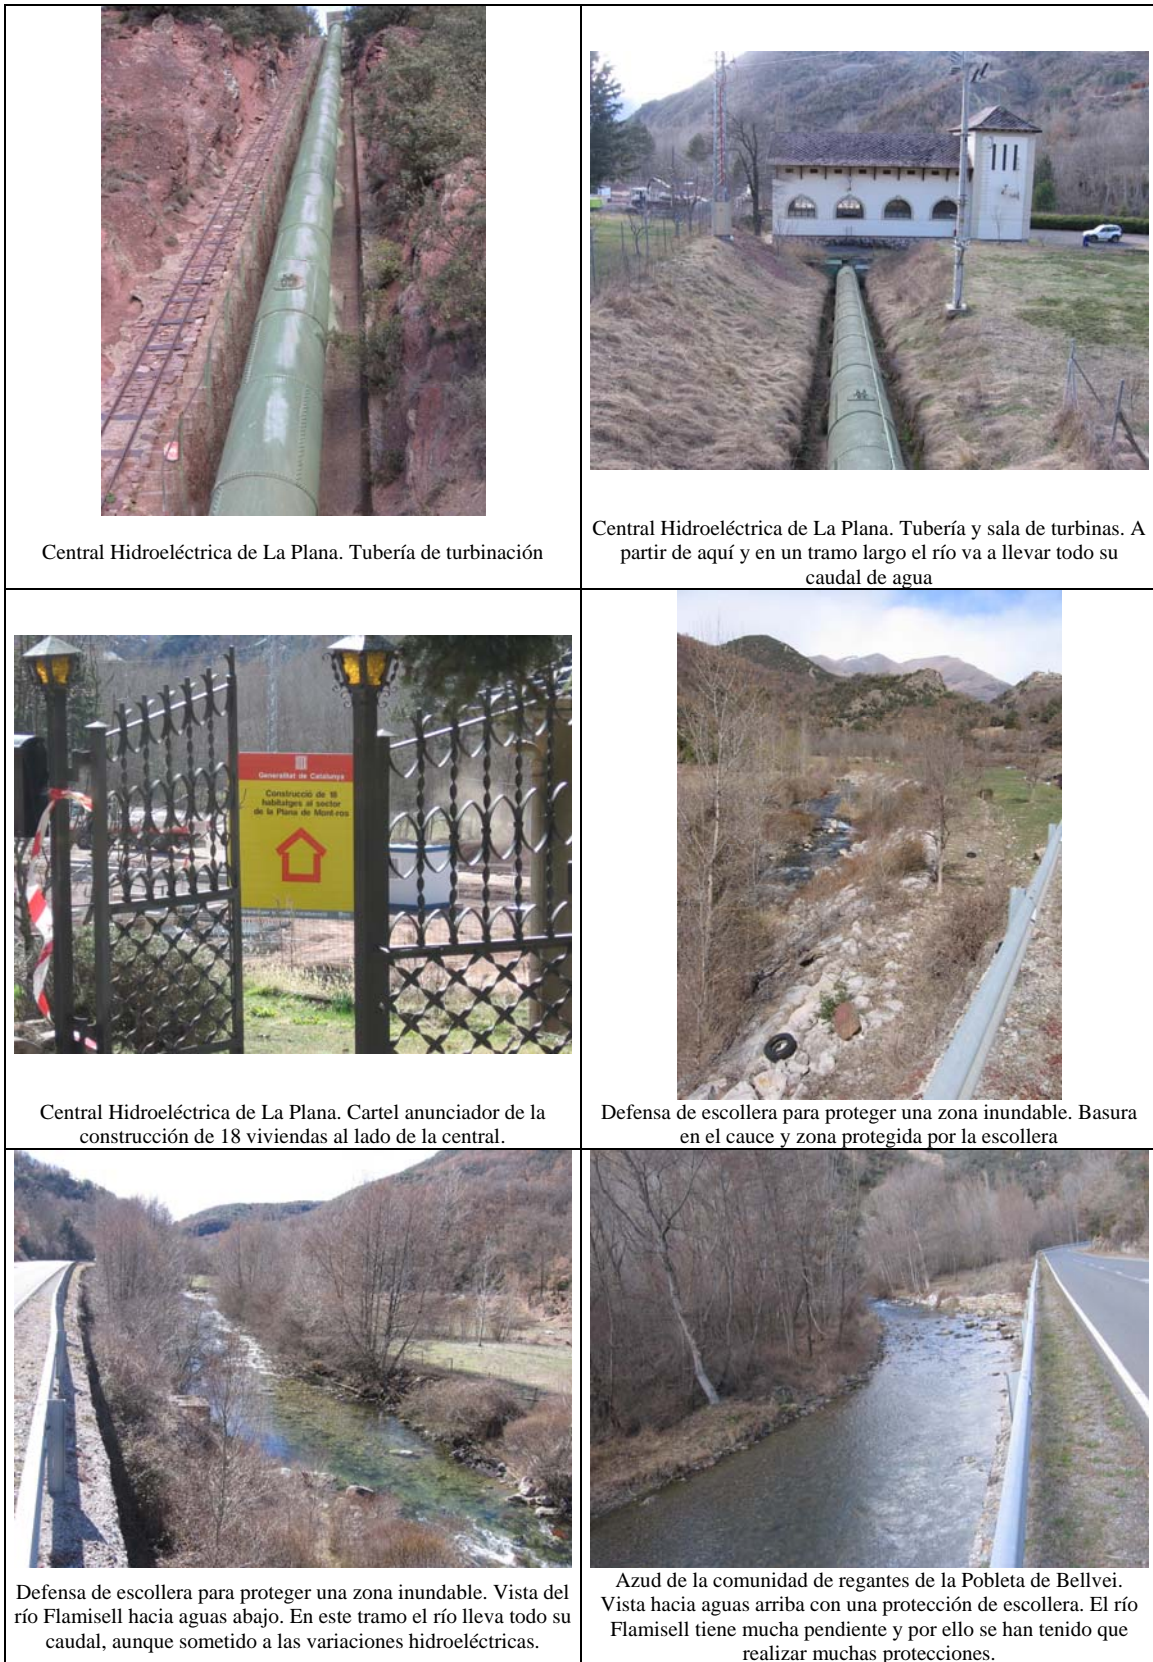 Central Hidroeléctrica de La Plana. Tubería de turbinación
Central Hidroeléctrica de La Plana. Tubería y sala de turbinas. A
partir de aquí y en un tramo largo el río va a llevar todo su
caudal de agua
Generalitat de Catalunya
Construcció de 18
habitatges al sector
de la Plana de Mont-ros
Central Hidroeléctrica de La Plana. Cartel anunciador de la
construcción de 18 viviendas al lado de la central.
Defensa de escollera para proteger una zona inundable. Basura
en el cauce y zona protegida por la escollera
Defensa de escollera para proteger una zona inundable. Vista del
río Flamisell hacia aguas abajo. En este tramo el río lleva todo su
caudal, aunque sometido a las variaciones hidroeléctricas.
Azud de la comunidad de regantes de la Pobleta de Bellvei.
Vista hacia aguas arriba con una protección de escollera. El río
Flamisell tiene mucha pendiente y por ello se han tenido que
realizar muchas protecciones.